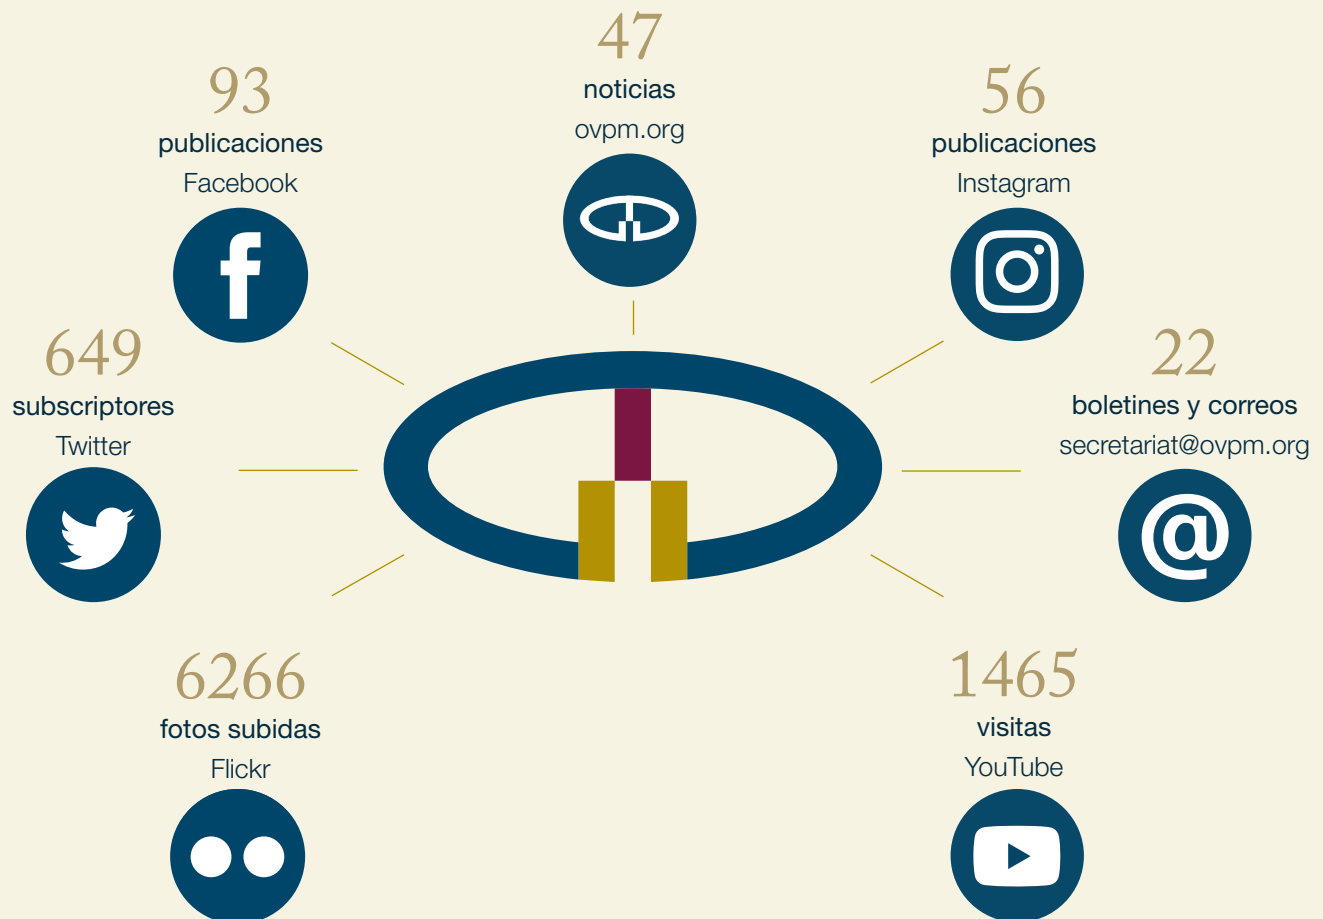 47
noticias
ovpm.org
93
publicaciones
Facebook
56
publicaciones
Instagram
649
subscriptores
Twitter
22
boletines y correos
secretariat@ovpm.org
@
6266
fotos subidas
Flickr
1465
visitas
YouTube